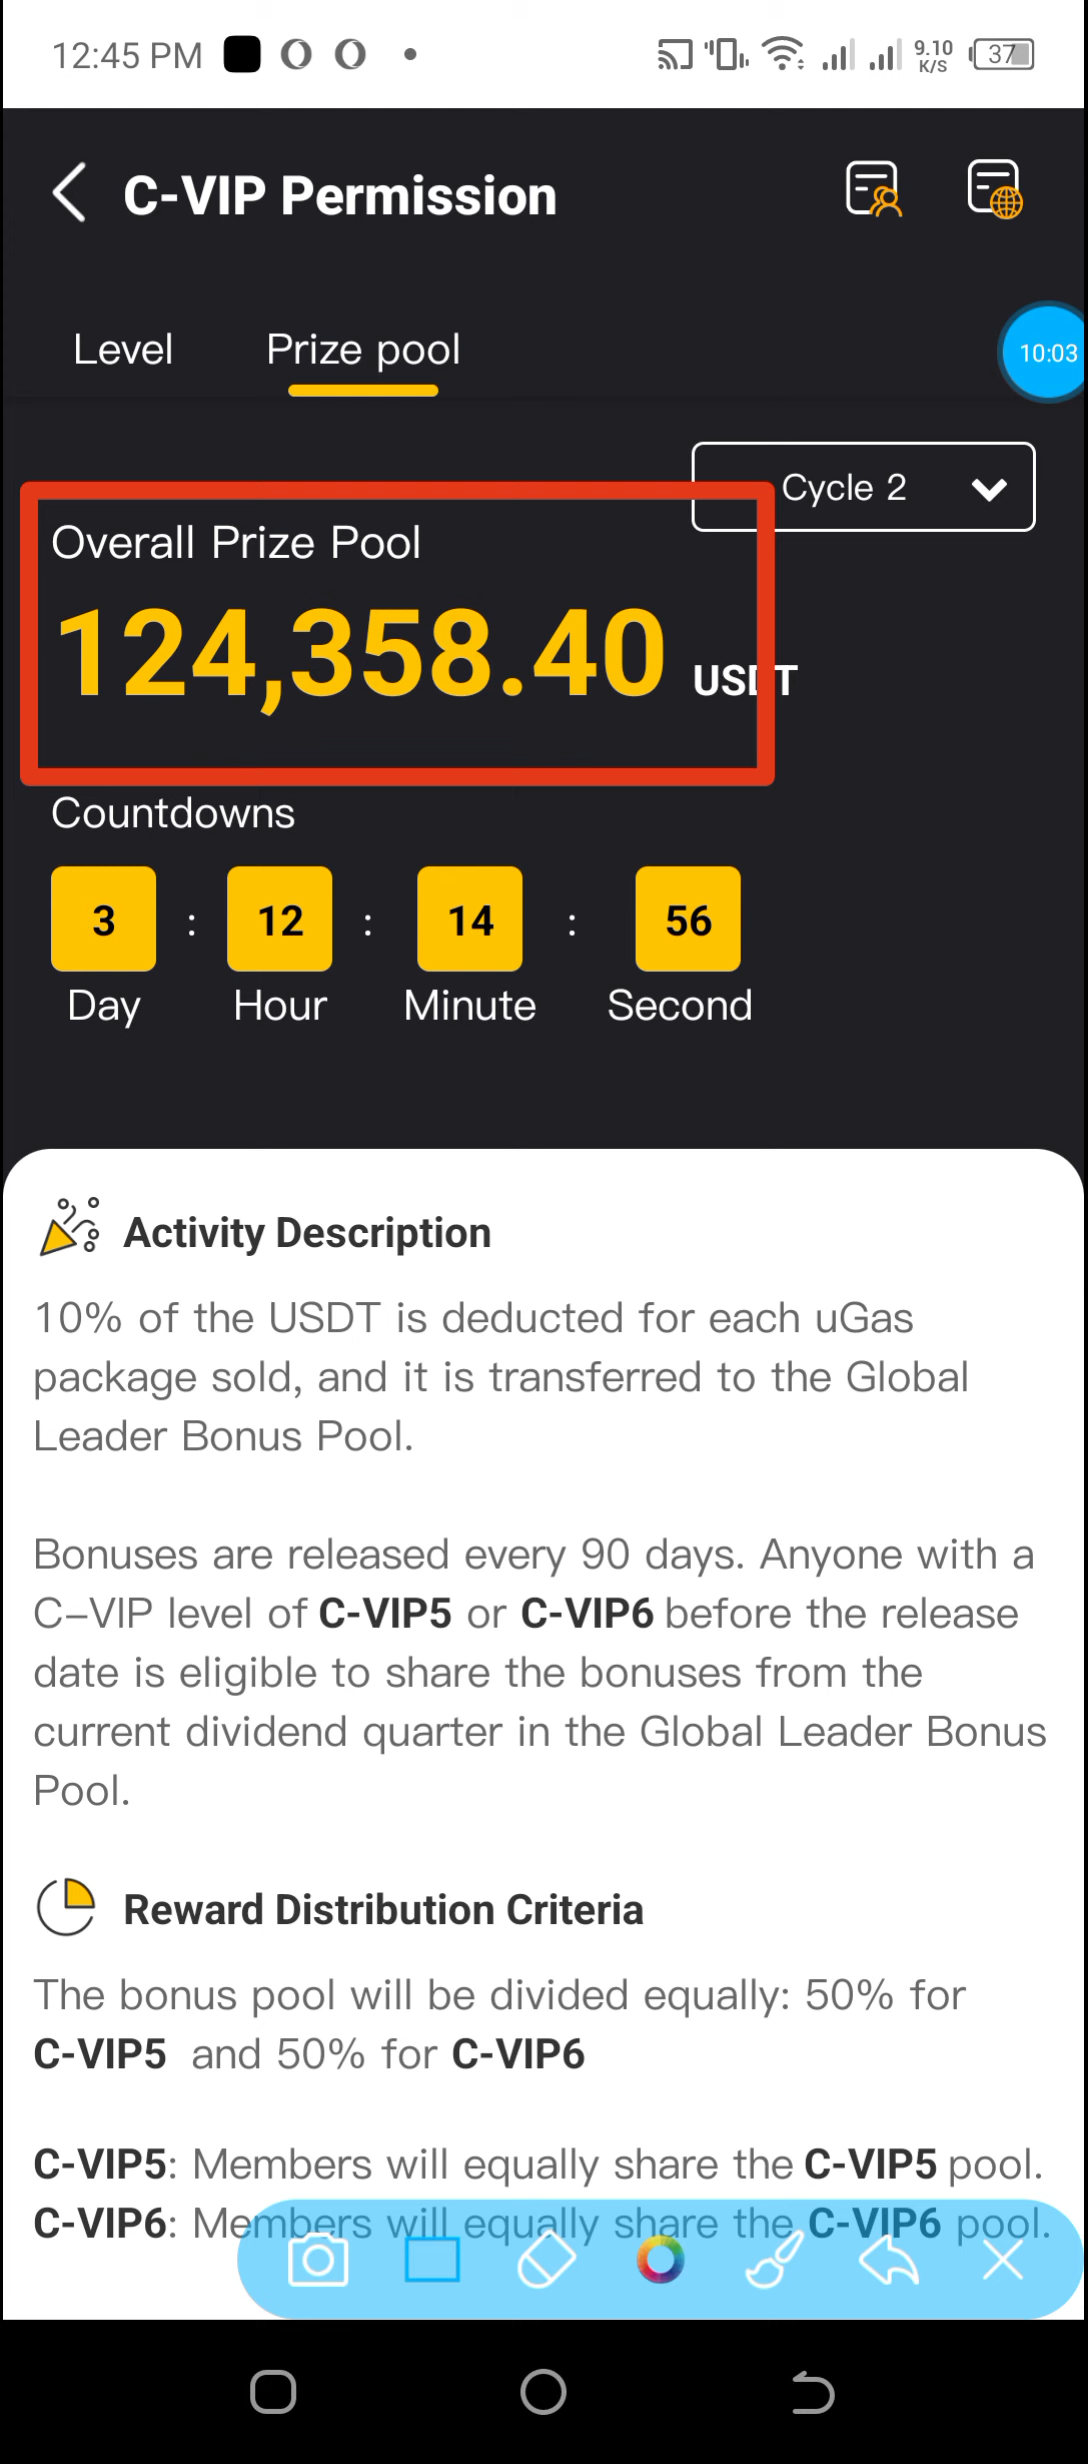 12:45 PM
9.10
K/S
37
C-VIP Permission
Level Prize pool
10:03
Cycle 2
Overall Prize Pool
124,358.40 USDT
Countdowns
3 : 12 : 14 : 56
Day Hour Minute Second
Activity Description
10% of the USDT is deducted for each uGas
package sold, and it is transferred to the Global
Leader Bonus Pool.
Bonuses are released every 90 days. Anyone with a
C–VIP level of C-VIP5 or C-VIP6 before the release
date is eligible to share the bonuses from the
current dividend quarter in the Global Leader Bonus
Pool.
Reward Distribution Criteria
The bonus pool will be divided equally: 50% for
C-VIP5 and 50% for C-VIP6
C-VIP5: Members will equally share the C-VIP5 pool.
C-VIP6: Members will equally share the C-VIP6 pool.